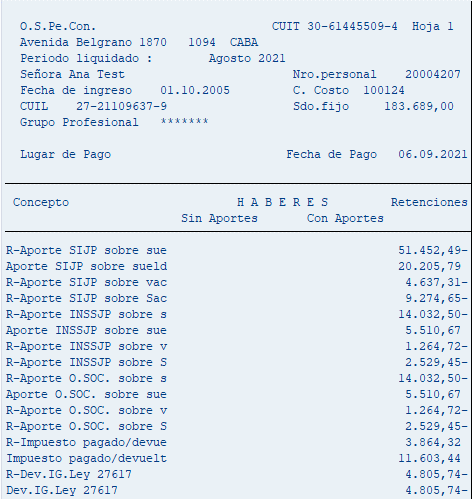 O.S.Pe.Con. CUIT 30-61445509-4 Hoja 1
Avenida Belgrano 1870 1094 CABA
Periodo liquidado : Agosto 2021
Señora Ana Test Nro.personal 20004207
Fecha de ingreso 01.10.2005 C. Costo 100124
CUIL 27-21109637-9 Sdo.fijo 183.689,00
Grupo Profesional *******
Lugar de Pago Fecha de Pago 06.09.2021
Concepto H A B E R E S Retenciones
Sin Aportes Con Aportes
R-Aporte SIJP sobre sue 51.452,49-
Aporte SIJP sobre sueld 20.205,79
R-Aporte SIJP sobre vac 4.637,31-
R-Aporte SIJP sobre Sac 9.274,65-
R-Aporte INSSJP sobre s 14.032,50-
Aporte INSSJP sobre sue 5.510,67
R-Aporte INSSJP sobre v 1.264,72-
R-Aporte INSSJP sobre S 2.529,45-
R-Aporte O.SOC. sobre s 14.032,50-
Aporte O.SOC. sobre sue 5.510,67
R-Aporte O.SOC. sobre v 1.264,72-
R-Aporte O.SOC. sobre S 2.529,45-
R-Impuesto pagado/devue 3.864,32
Impuesto pagado/devuelt 11.603,44
R-Dev.IG.Ley 27617 4.805,74-
Dev.IG.Ley 27617 4.805,74-